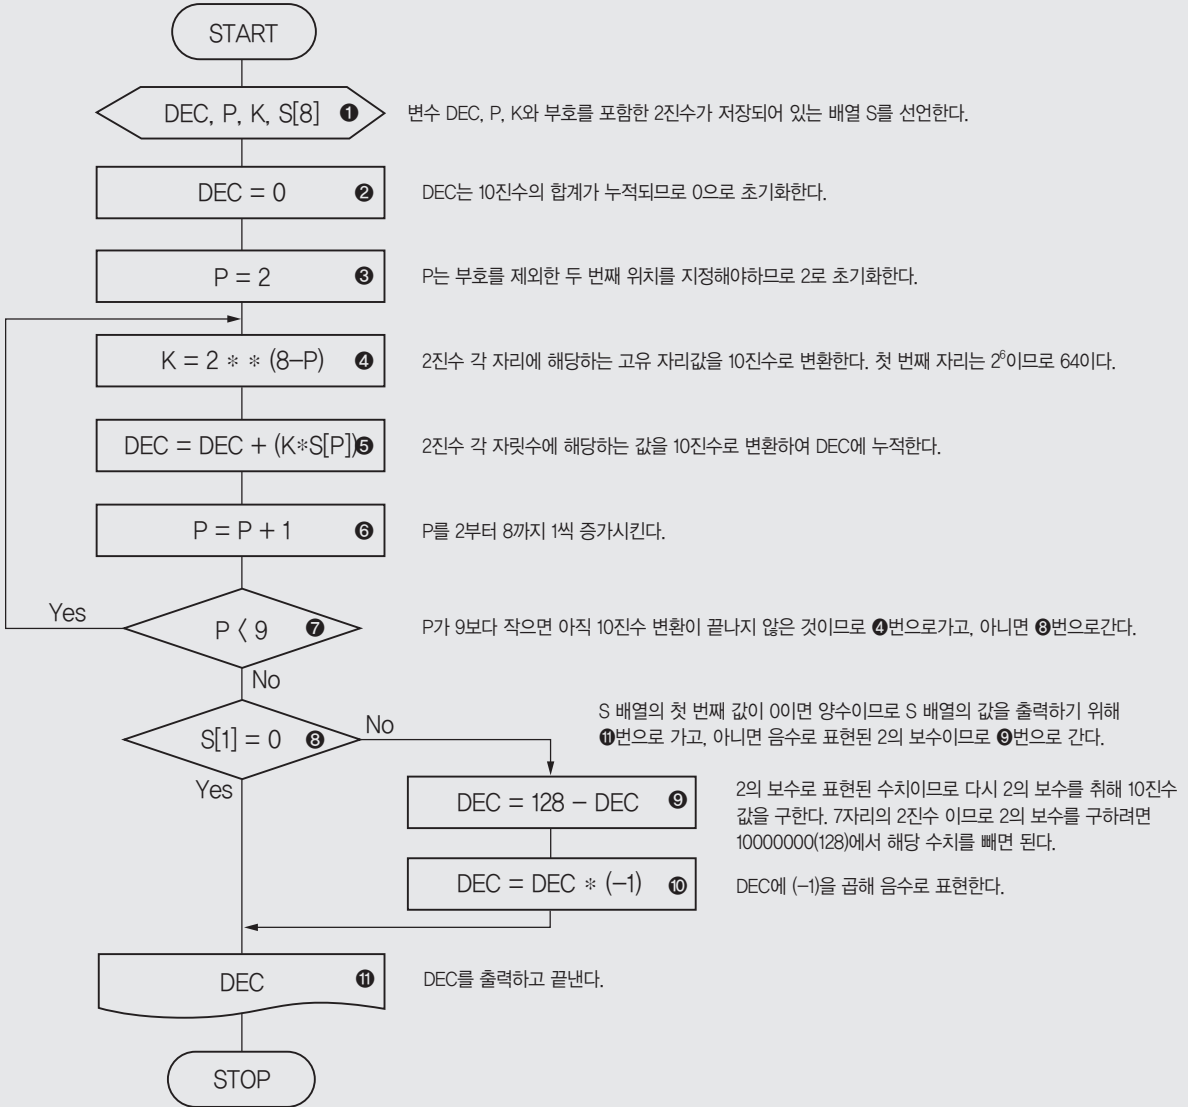 START
DEC, P, K, S[8] ❶
변수 DEC, P, K와 부호를 포함한 2진수가 저장되어 있는 배열 S를 선언한다.
DEC = 0 ❷
DEC는 10진수의 합계가 누적되므로 0으로 초기화한다.
P = 2 ❸
P는 부호를 제외한 두 번째 위치를 지정해야하므로 2로 초기화한다.
K = 2 * * (8–P) ❹
2진수 각 자리에 해당하는 고유 자리값을 10진수로 변환한다. 첫 번째 자리는 2⁶이므로 64이다.
DEC = DEC + (K*S[P])❺
2진수 각 자릿수에 해당하는 값을 10진수로 변환하여 DEC에 누적한다.
P = P + 1 ❻
P를 2부터 8까지 1씩 증가시킨다.
Yes
P < 9 ❼
P가 9보다 작으면 아직 10진수 변환이 끝나지 않은 것이므로 ❹번으로가고, 아니면 ❽번으로간다.
No
S[1] = 0 ❽
No
S 배열의 첫 번째 값이 0이면 양수이므로 S 배열의 값을 출력하기 위해
⓫번으로 가고, 아니면 음수로 표현된 2의 보수이므로 ❾번으로 간다.
Yes
DEC = 128 – DEC ❾
2의 보수로 표현된 수치이므로 다시 2의 보수를 취해 10진수
값을 구한다. 7자리의 2진수 이므로 2의 보수를 구하려면
10000000(128)에서 해당 수치를 빼면 된다.
DEC = DEC * (–1) ❿
DEC에 (–1)을 곱해 음수로 표현한다.
DEC ⓫
DEC를 출력하고 끝낸다.
STOP